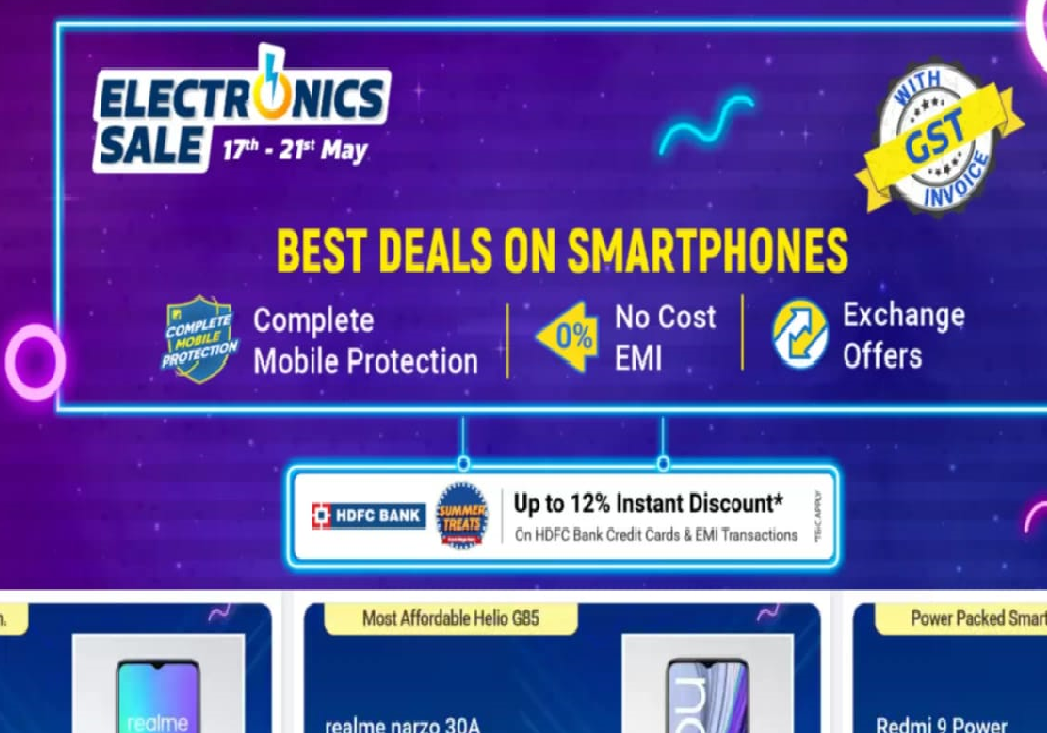 ELECTRONICS
SALE 17th - 21st May
WITH
GST
INVOICE
BEST DEALS ON SMARTPHONES
COMPLETE
MOBILE
PROTECTION
Complete
Mobile Protection
0%
No Cost
EMI
Exchange
Offers
HDFC BANK
SUMMER
TREATS
Up to 12% Instant Discount*
On HDFC Bank Credit Cards & EMI Transactions
*T&C APPLY
Most Affordable Helio G85
Power Packed Smart
realme
realme narzo 30A
Redmi 9 Power